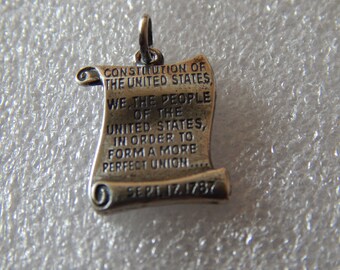 CONSTITUTION OF
THE UNITED STATES,
WE, THE PEOPLE
OF THE
UNITED STATES,
IN ORDER TO
FORM A MORE
PERFECT UNION....
SEPT. 17, 1787